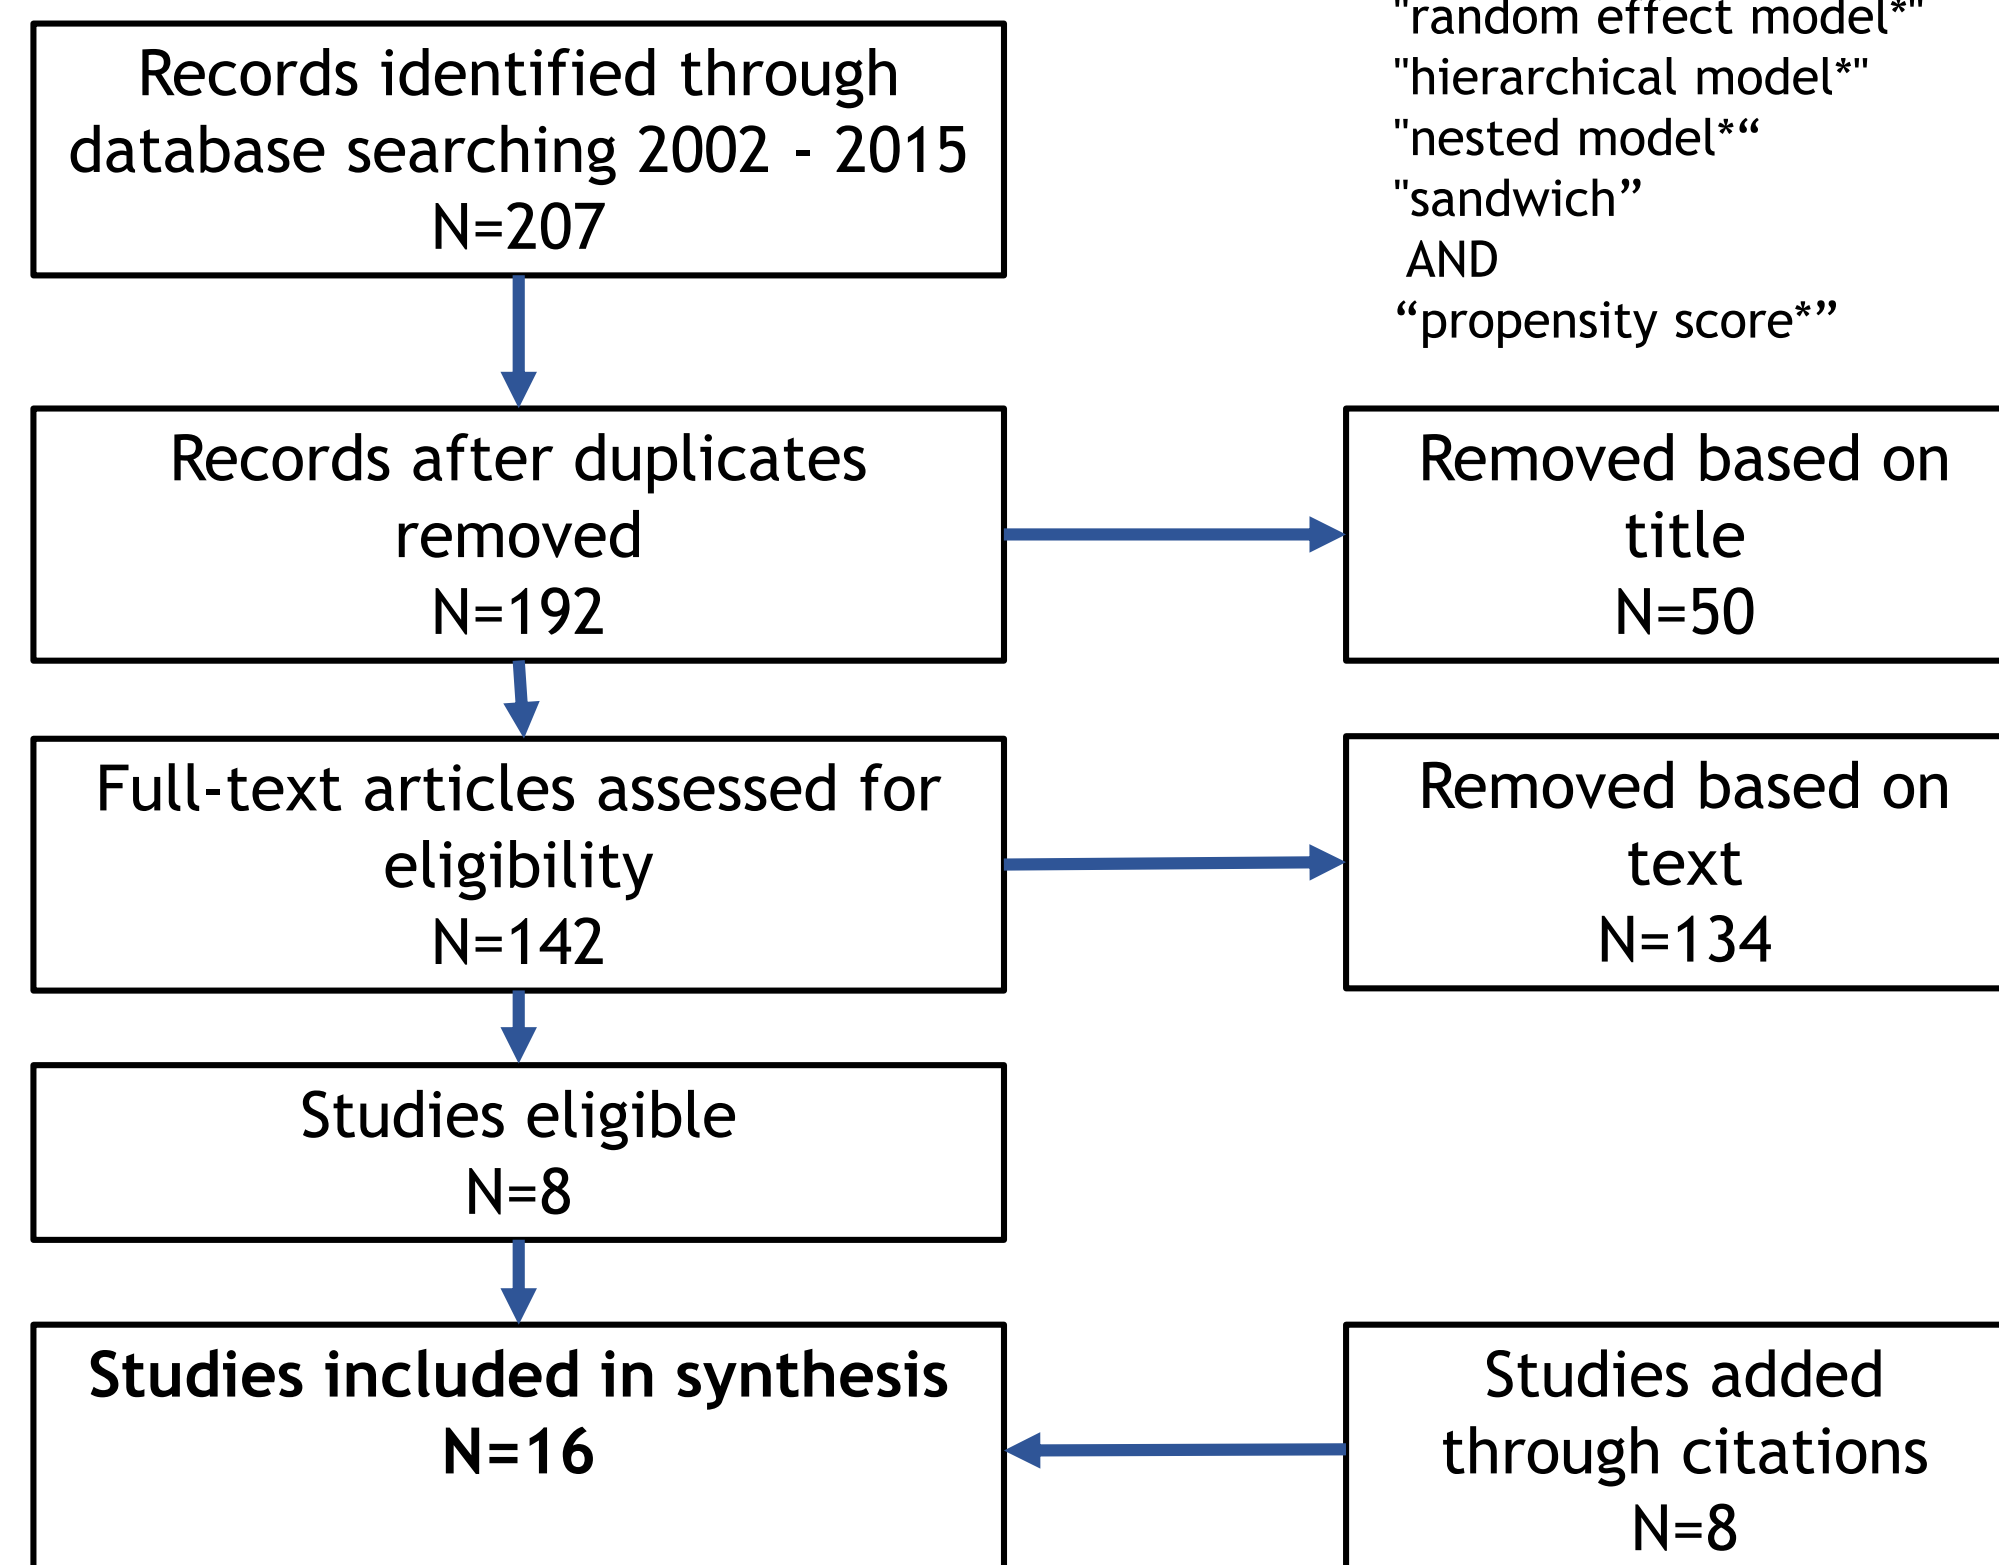 Records identified through
database searching 2002 - 2015
N=207
"random effect model*"
"hierarchical model*"
"nested model*“
"sandwich”
AND
“propensity score*”
Records after duplicates
removed
N=192
Removed based on
title
N=50
Full-text articles assessed for
eligibility
N=142
Removed based on
text
N=134
Studies eligible
N=8
Studies included in synthesis
N=16
Studies added
through citations
N=8